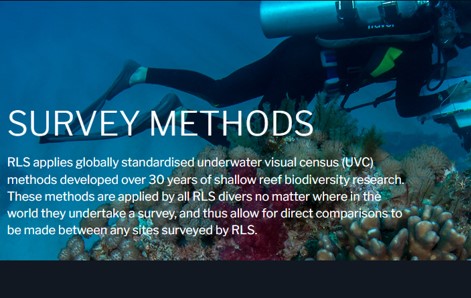 SURVEY METHODS
RLS applies globally standardised underwater visual census (UVC)
methods developed over 30 years of shallow reef biodiversity research.
These methods are applied by all RLS divers no matter where in the
world they undertake a survey, and thus allow for direct comparisons to
be made between any sites surveyed by RLS.